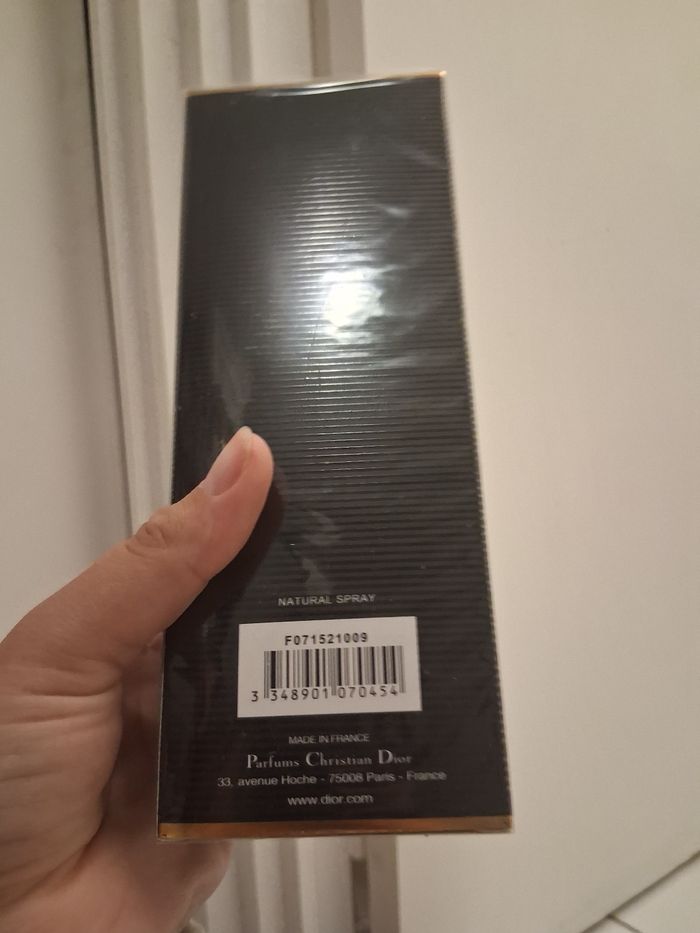 NATURAL SPRAY
F071521009
3 348901 070454
MADE IN FRANCE
Parfums Christian Dior
33, avenue Hoche - 75008 Paris - France
www.dior.com